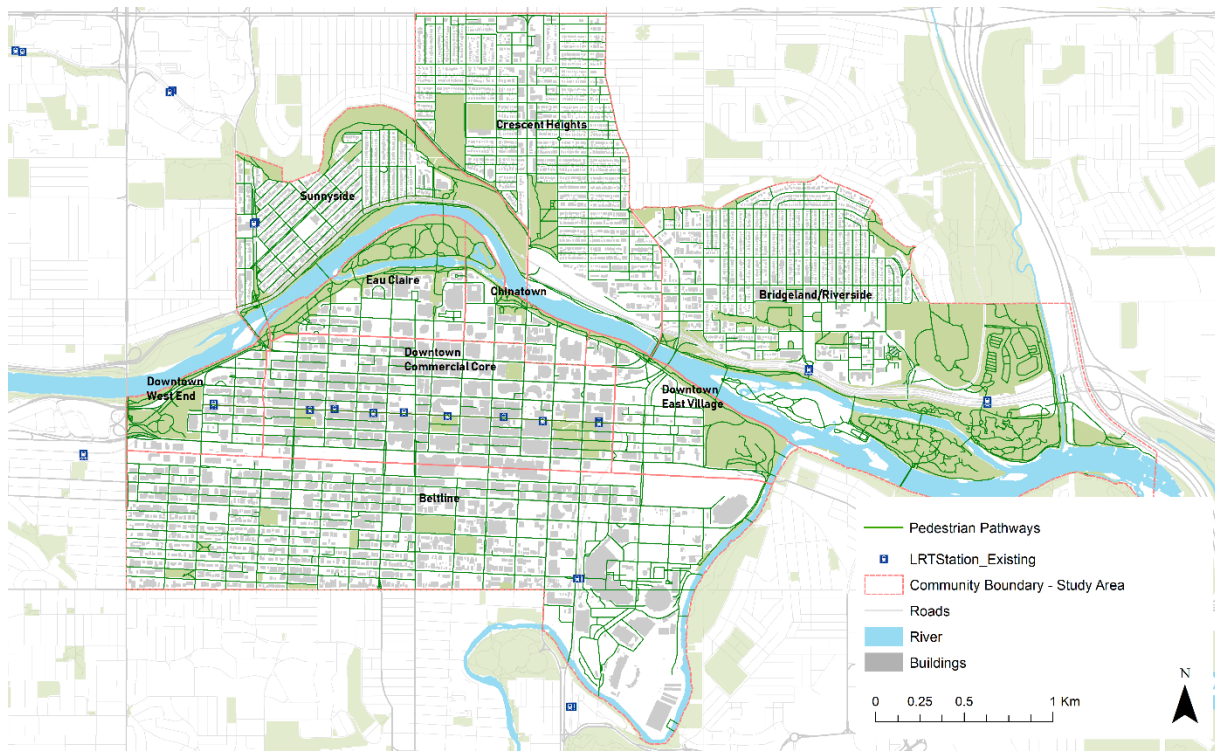 Crescent Heights
Sunnyside
Eau Claire
Chinatown
Bridgeland/Riverside
Downtown
Commercial Core
Downtown
West End
Downtown
East Village
Beltline
Pedestrian Pathways
LRTStation_Existing
Community Boundary - Study Area
Roads
River
Buildings
0 0.25 0.5 1 Km
N